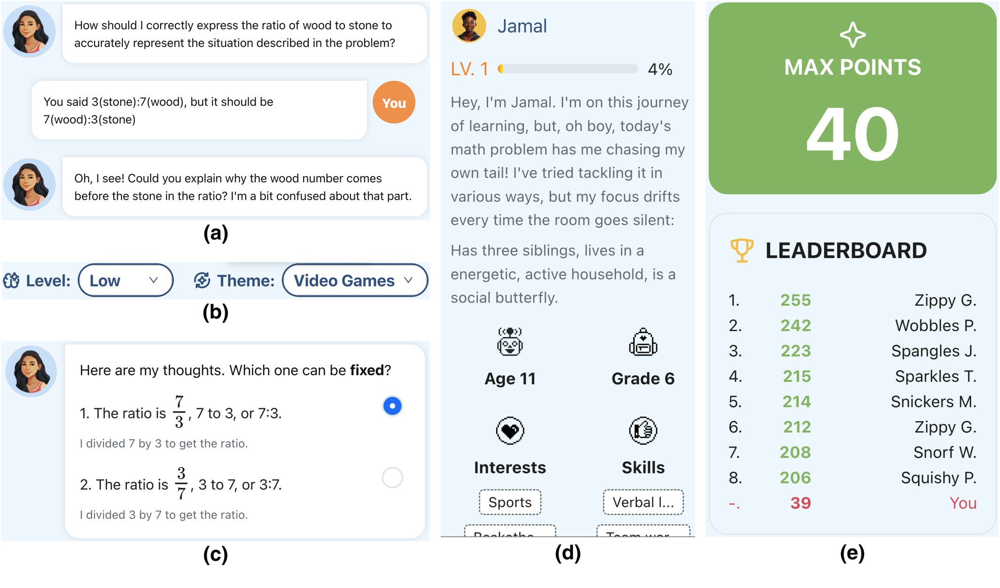 How should I correctly express the ratio of wood to stone to
accurately represent the situation described in the problem?
You said 3(stone):7(wood), but it should be
7(wood):3(stone)
You
Oh, I see! Could you explain why the wood number comes
before the stone in the ratio? I'm a bit confused about that part.
(a)
Level: Low Theme: Video Games
(b)
Here are my thoughts. Which one can be fixed?
1. The ratio is 7/3, 7 to 3, or 7:3.
I divided 7 by 3 to get the ratio.
2. The ratio is 3/7, 3 to 7, or 3:7.
I divided 3 by 7 to get the ratio.
(c)
Jamal
LV. 1 4%
Hey, I'm Jamal. I'm on this journey
of learning, but, oh boy, today's
math problem has me chasing my
own tail! I've tried tackling it in
various ways, but my focus drifts
every time the room goes silent:
Has three siblings, lives in a
energetic, active household, is a
social butterfly.
Age 11 Grade 6
Interests Skills
Sports Verbal l...
(d)
MAX POINTS
40
LEADERBOARD
1. 255 Zippy G.
2. 242 Wobbles P.
3. 223 Spangles J.
4. 215 Sparkles T.
5. 214 Snickers M.
6. 212 Zippy G.
7. 208 Snorf W.
8. 206 Squishy P.
-. 39 You
(e)